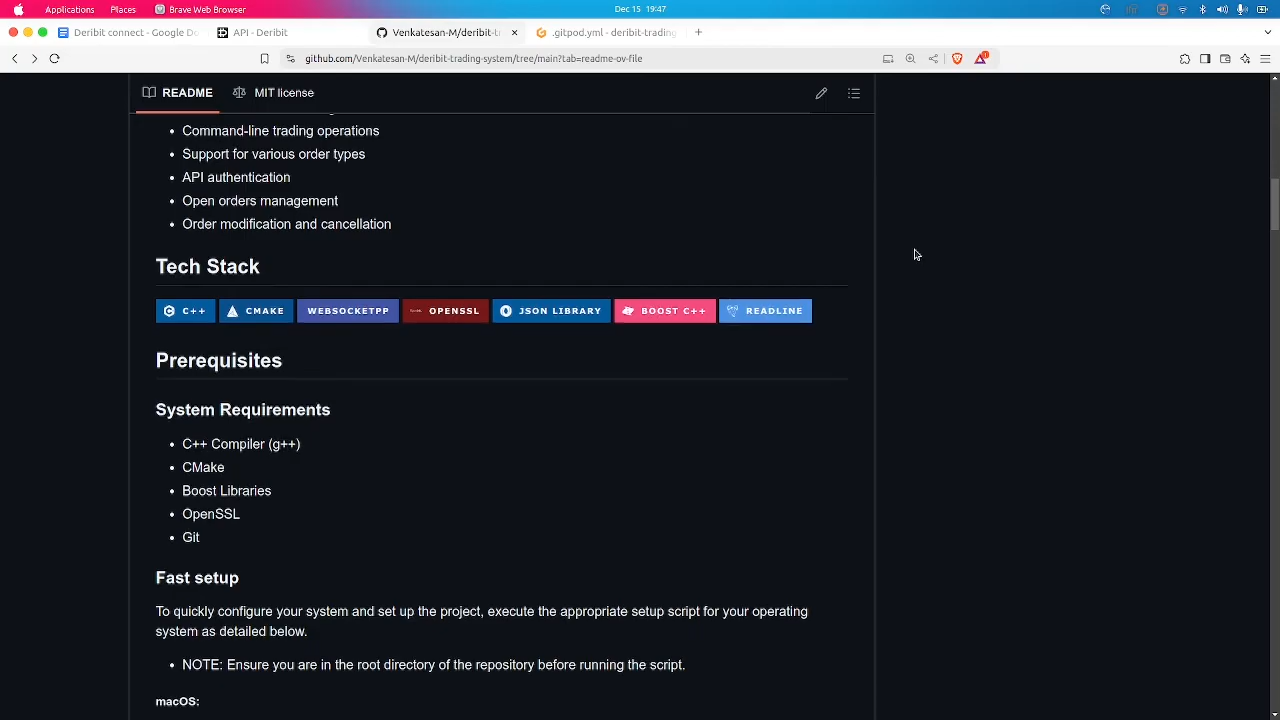 Applications Places Brave Web Browser Dec 15 19:47
Deribit connect - Google Do
API - Deribit
Venkatesan-M/deribit-t
.gitpod.yml - deribit-trading
github.com/Venkatesan-M/deribit-trading-system/tree/main?tab=readme-ov-file
README
MIT license
Command-line trading operations
Support for various order types
API authentication
Open orders management
Order modification and cancellation
Tech Stack
C++ CMAKE WEBSOCKETPP OPENSSL JSON LIBRARY BOOST C++ READLINE
Prerequisites
System Requirements
C++ Compiler (g++)
CMake
Boost Libraries
OpenSSL
Git
Fast setup
To quickly configure your system and set up the project, execute the appropriate setup script for your operating
system as detailed below.
NOTE: Ensure you are in the root directory of the repository before running the script.
macOS: